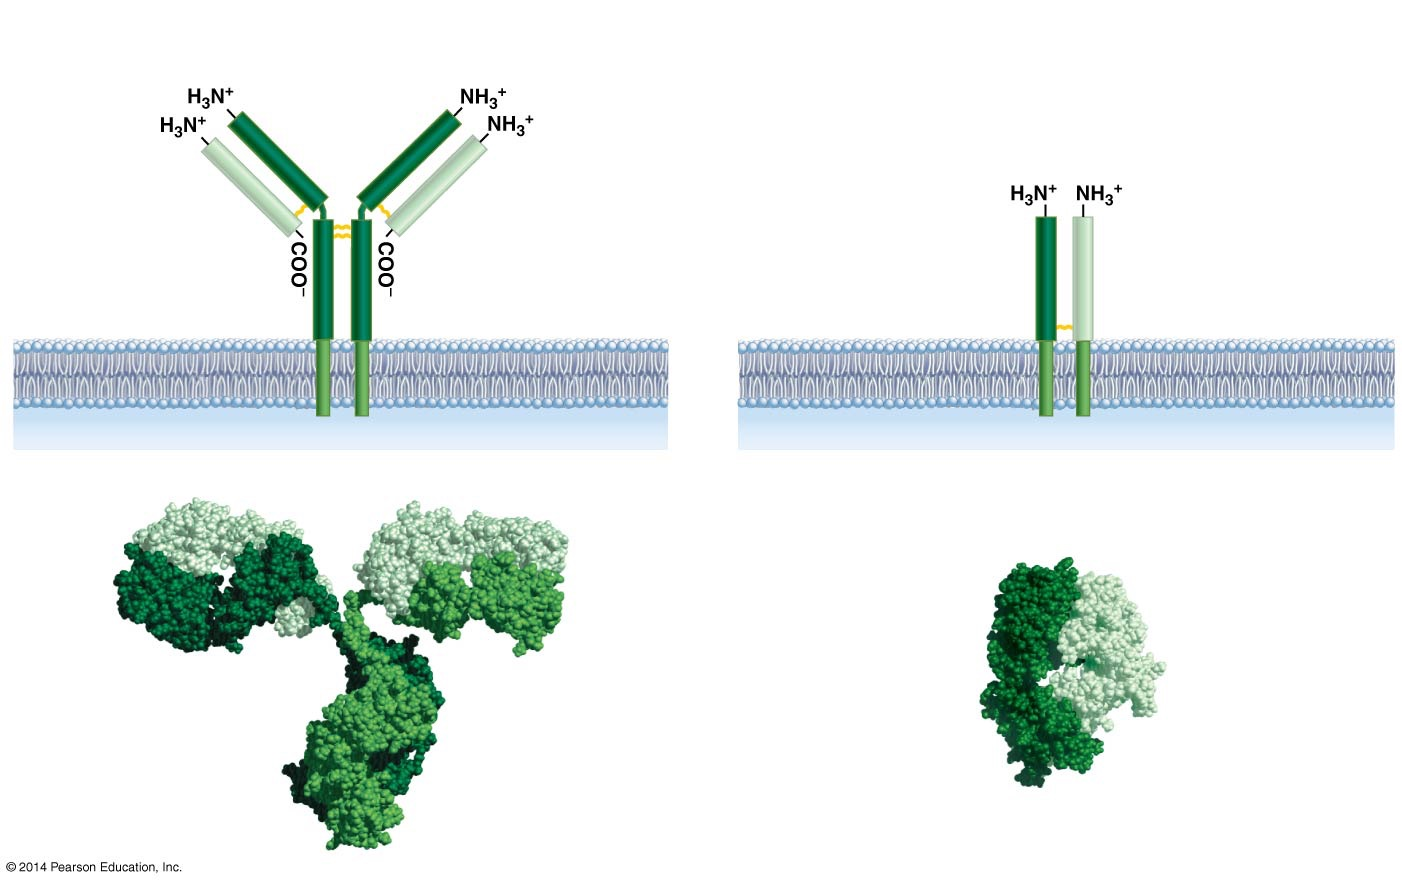 H₃N⁺
NH₃⁺
H₃N⁺
NH₃⁺
H₃N⁺
NH₃⁺
COO⁻
COO⁻
© 2014 Pearson Education, Inc.